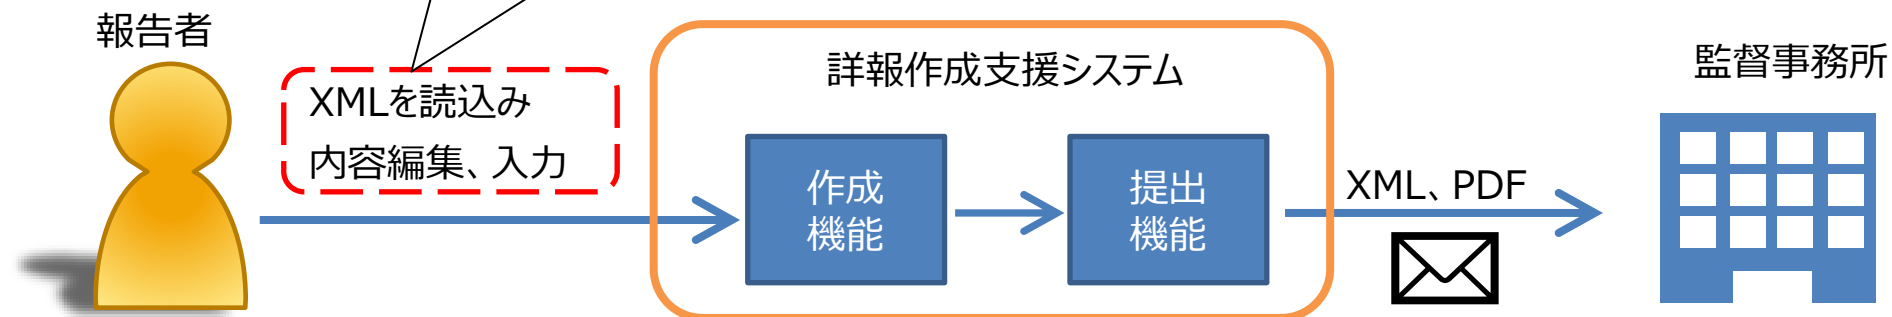 報告者
XMLを読込み
内容編集、入力
詳報作成支援システム
作成
機能
提出
機能
XML、PDF
監督事務所